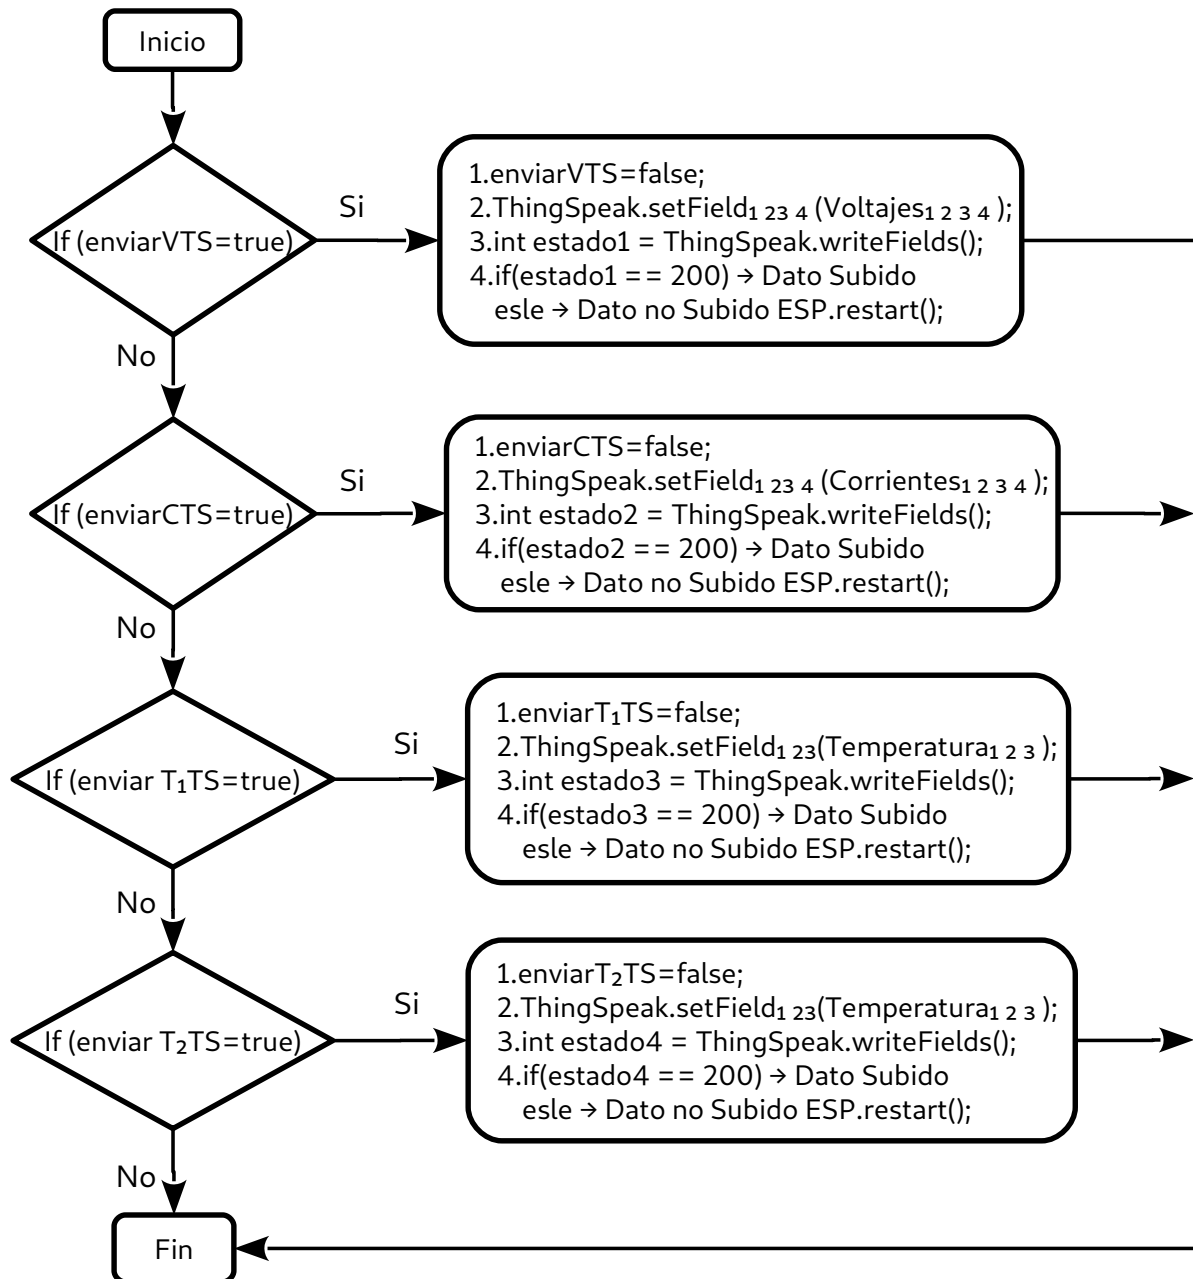 Inicio
If (enviarVTS=true)
Si
1.enviarVTS=false;
2.ThingSpeak.setField₁ ₂₃ ₄ (Voltajes₁ ₂ ₃ ₄ );
3.int estado1 = ThingSpeak.writeFields();
4.if(estado1 == 200) → Dato Subido
esle → Dato no Subido ESP.restart();
No
If (enviarCTS=true)
Si
1.enviarCTS=false;
2.ThingSpeak.setField₁ ₂₃ ₄ (Corrientes₁ ₂ ₃ ₄ );
3.int estado2 = ThingSpeak.writeFields();
4.if(estado2 == 200) → Dato Subido
esle → Dato no Subido ESP.restart();
No
If (enviar T₁TS=true)
Si
1.enviarT₁TS=false;
2.ThingSpeak.setField₁ ₂₃(Temperatura₁ ₂ ₃ );
3.int estado3 = ThingSpeak.writeFields();
4.if(estado3 == 200) → Dato Subido
esle → Dato no Subido ESP.restart();
No
If (enviar T₂TS=true)
Si
1.enviarT₂TS=false;
2.ThingSpeak.setField₁ ₂₃(Temperatura₁ ₂ ₃ );
3.int estado4 = ThingSpeak.writeFields();
4.if(estado4 == 200) → Dato Subido
esle → Dato no Subido ESP.restart();
No
Fin